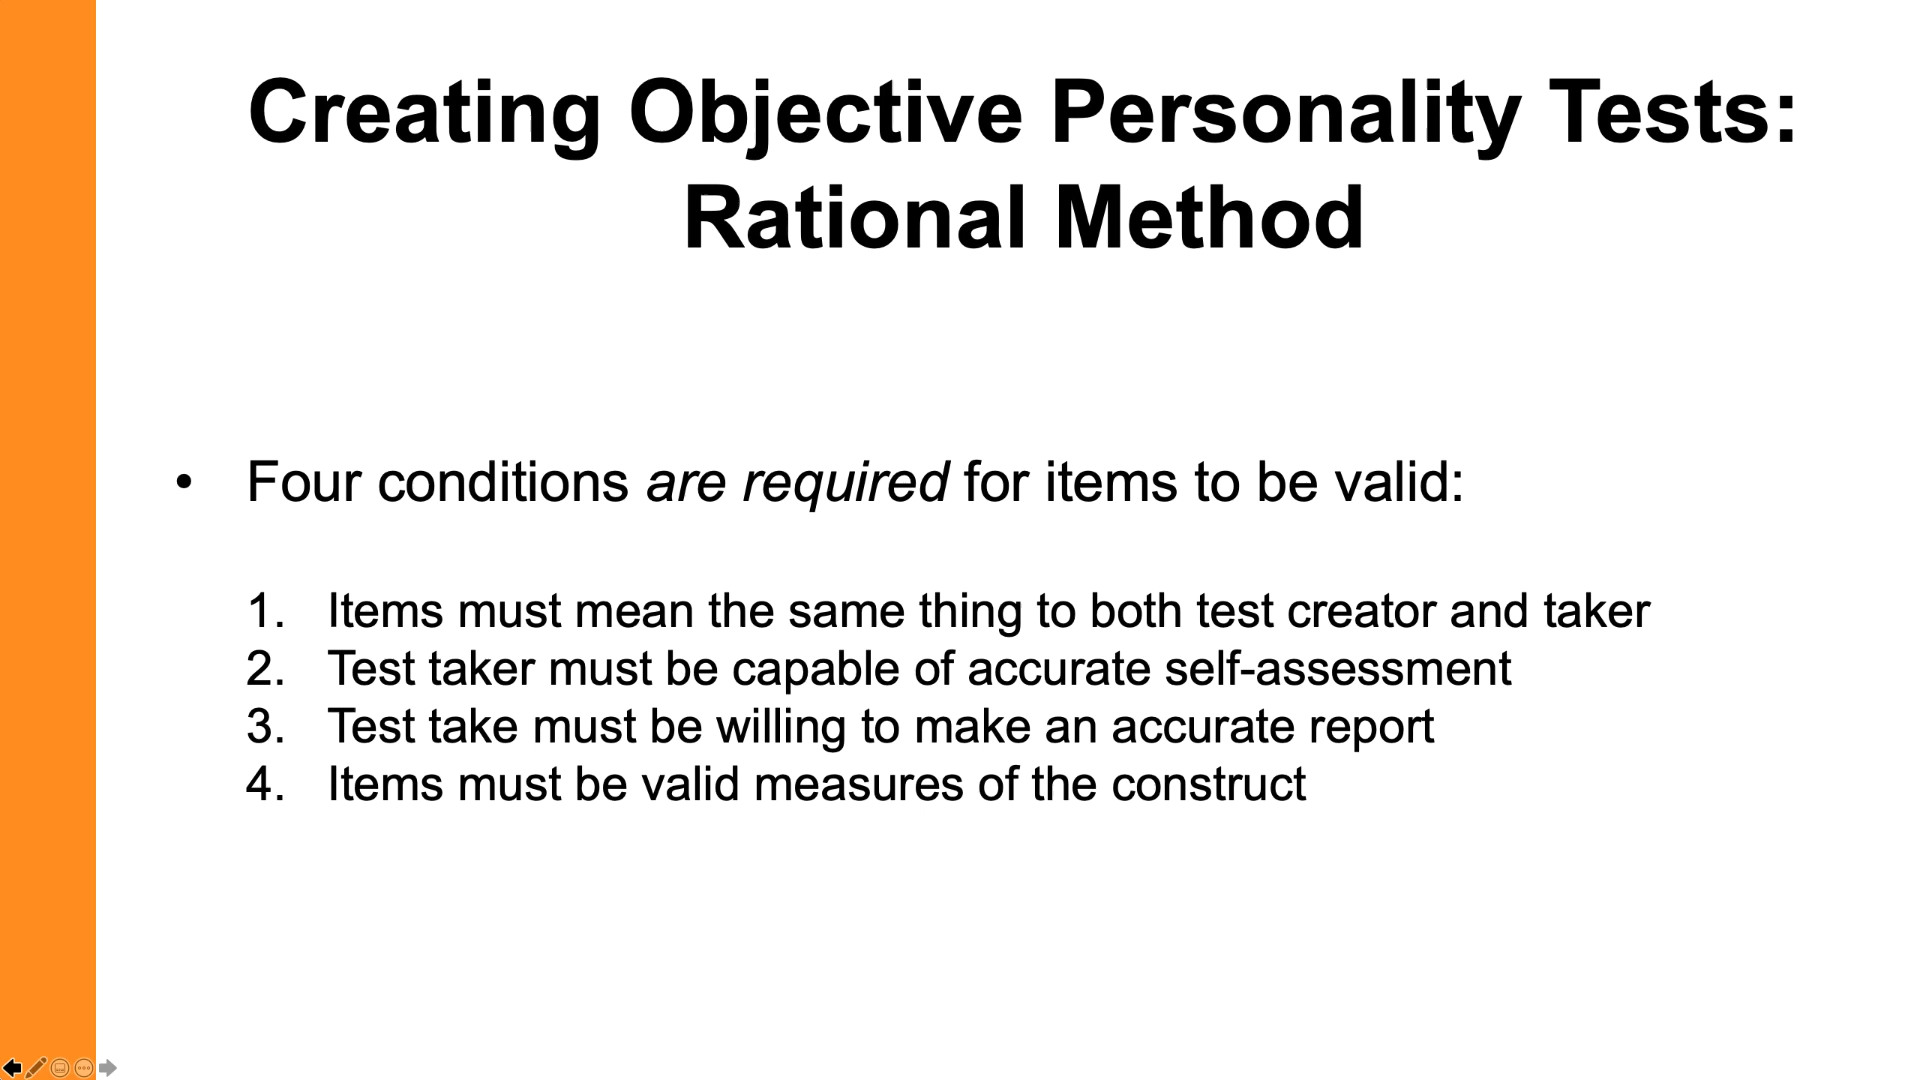 Creating Objective Personality Tests:
Rational Method
• Four conditions are required for items to be valid:
1. Items must mean the same thing to both test creator and taker
2. Test taker must be capable of accurate self-assessment
3. Test take must be willing to make an accurate report
4. Items must be valid measures of the construct